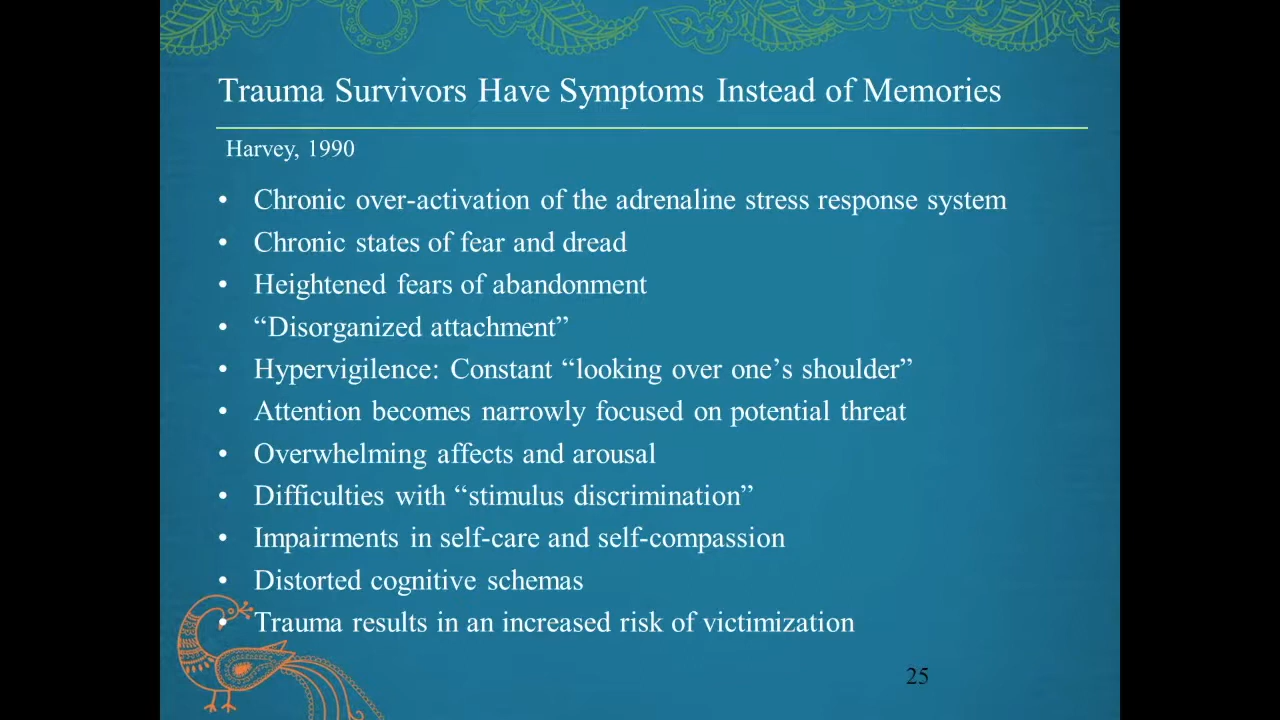 Trauma Survivors Have Symptoms Instead of Memories
Harvey, 1990
• Chronic over-activation of the adrenaline stress response system
• Chronic states of fear and dread
• Heightened fears of abandonment
• “Disorganized attachment”
• Hypervigilence: Constant “looking over one’s shoulder”
• Attention becomes narrowly focused on potential threat
• Overwhelming affects and arousal
• Difficulties with “stimulus discrimination”
• Impairments in self-care and self-compassion
• Distorted cognitive schemas
• Trauma results in an increased risk of victimization
25